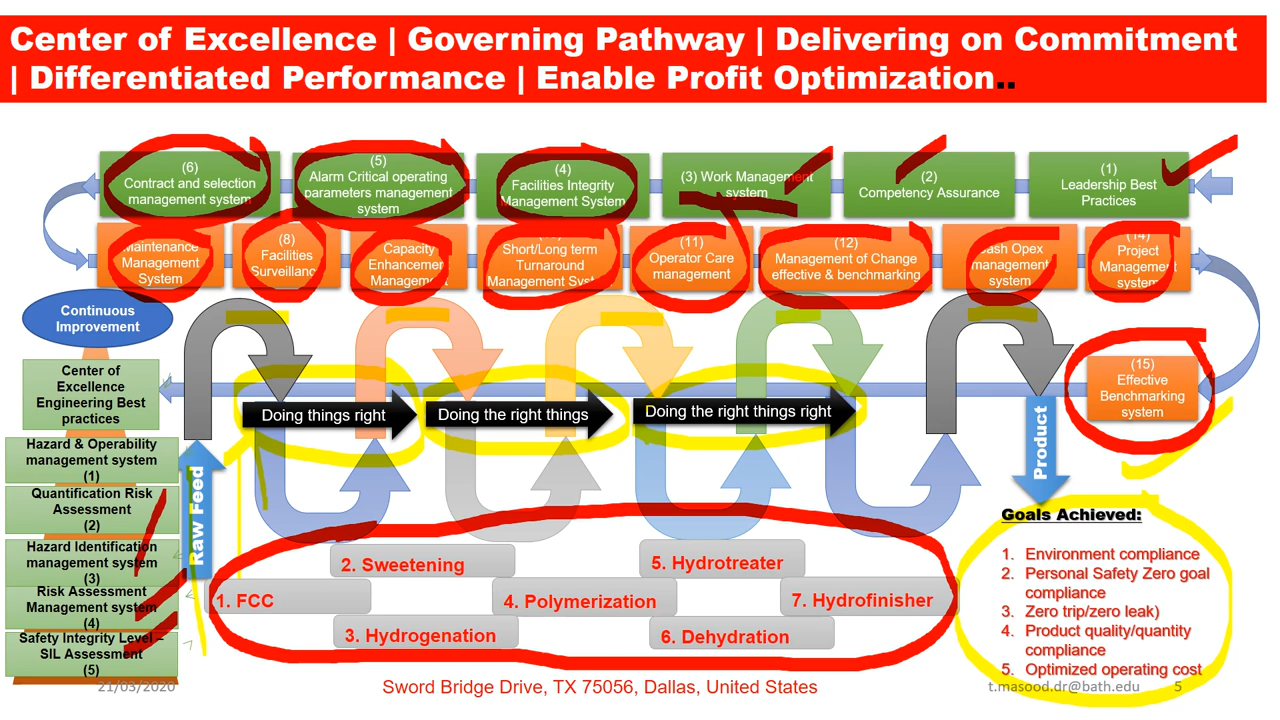 Center of Excellence | Governing Pathway | Delivering on Commitment
| Differentiated Performance | Enable Profit Optimization..
(6)
Contract and selection
management system
(5)
Alarm Critical operating
parameters management
system
(4)
Facilities Integrity
Management System
(3) Work Management
system
(2)
Competency Assurance
(1)
Leadership Best
Practices
Maintenance
Management
System
(8)
Facilities
Surveillance
Capacity
Enhancement
Management
Short/Long term
Turnaround
Management System
(11)
Operator Care
management
(12)
Management of Change
effective & benchmarking
Cash Opex
management
system
(14)
Project
Management
system
(15)
Effective
Benchmarking
system
Continuous
Improvement
Center of
Excellence
Engineering Best
practices
Hazard & Operability
management system
(1)
Quantification Risk
Assessment
(2)
Hazard Identification
management system
(3)
Risk Assessment
Management system
(4)
Safety Integrity Level –
SIL Assessment
(5)
Raw Feed
Doing things right
Doing the right things
Doing the right things right
Product
2. Sweetening
5. Hydrotreater
1. FCC
4. Polymerization
7. Hydrofinisher
3. Hydrogenation
6. Dehydration
Goals Achieved:
1. Environment compliance
2. Personal Safety Zero goal
compliance
3. Zero trip/zero leak)
4. Product quality/quantity
compliance
5. Optimized operating cost
21/03/2020
Sword Bridge Drive, TX 75056, Dallas, United States
t.masood.dr@bath.edu
5